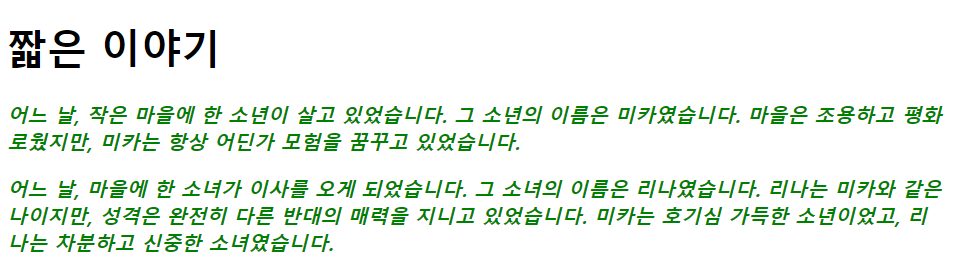 짧은 이야기
어느 날, 작은 마을에 한 소년이 살고 있었습니다. 그 소년의 이름은 미카였습니다. 마을은 조용하고 평화
로웠지만, 미카는 항상 어딘가 모험을 꿈꾸고 있었습니다.
어느 날, 마을에 한 소녀가 이사를 오게 되었습니다. 그 소녀의 이름은 리나였습니다. 리나는 미카와 같은
나이지만, 성격은 완전히 다른 반대의 매력을 지니고 있었습니다. 미카는 호기심 가득한 소년이었고, 리
나는 차분하고 신중한 소녀였습니다.